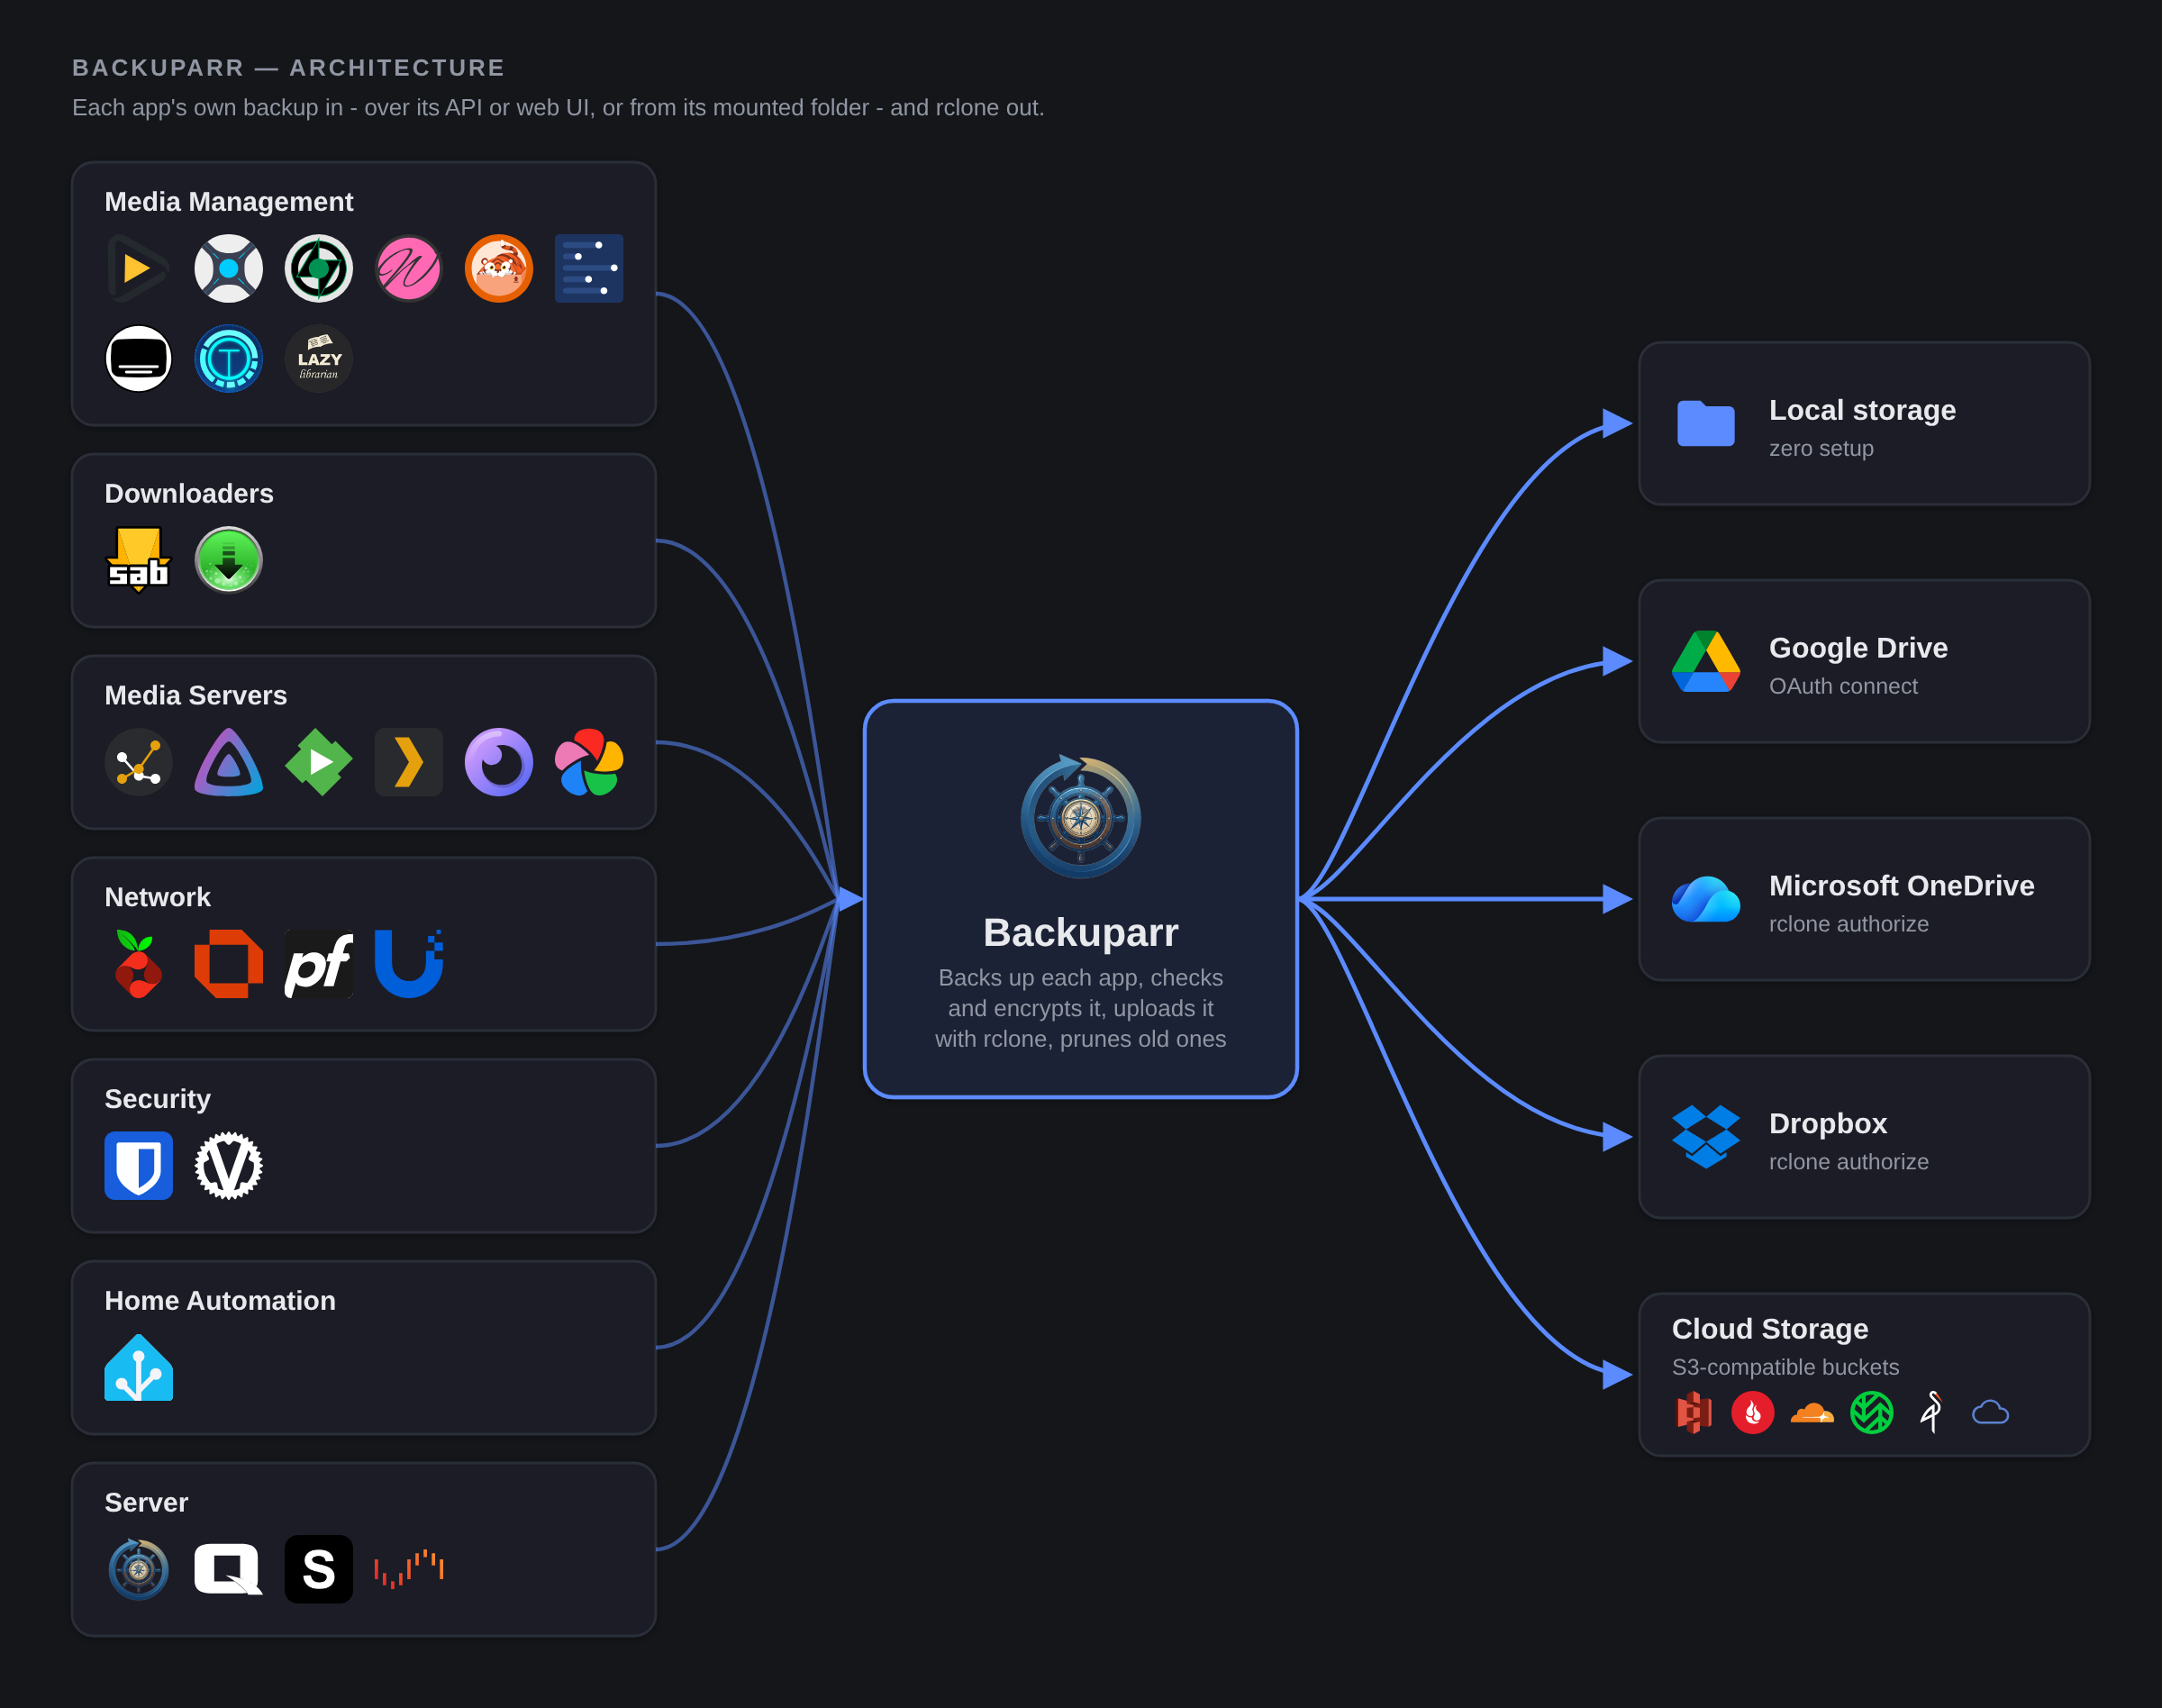 BACKUPARR — ARCHITECTURE
Each app's own backup in - over its API or web UI, or from its mounted folder - and rclone out.
Media Management
W
T
LAZY
librarian
Downloaders
sab
Media Servers
Network
pf
Security
V
Home Automation
Server
S
Backuparr
Backs up each app, checks
and encrypts it, uploads it
with rclone, prunes old ones
Local storage
zero setup
Google Drive
OAuth connect
Microsoft OneDrive
rclone authorize
Dropbox
rclone authorize
Cloud Storage
S3-compatible buckets